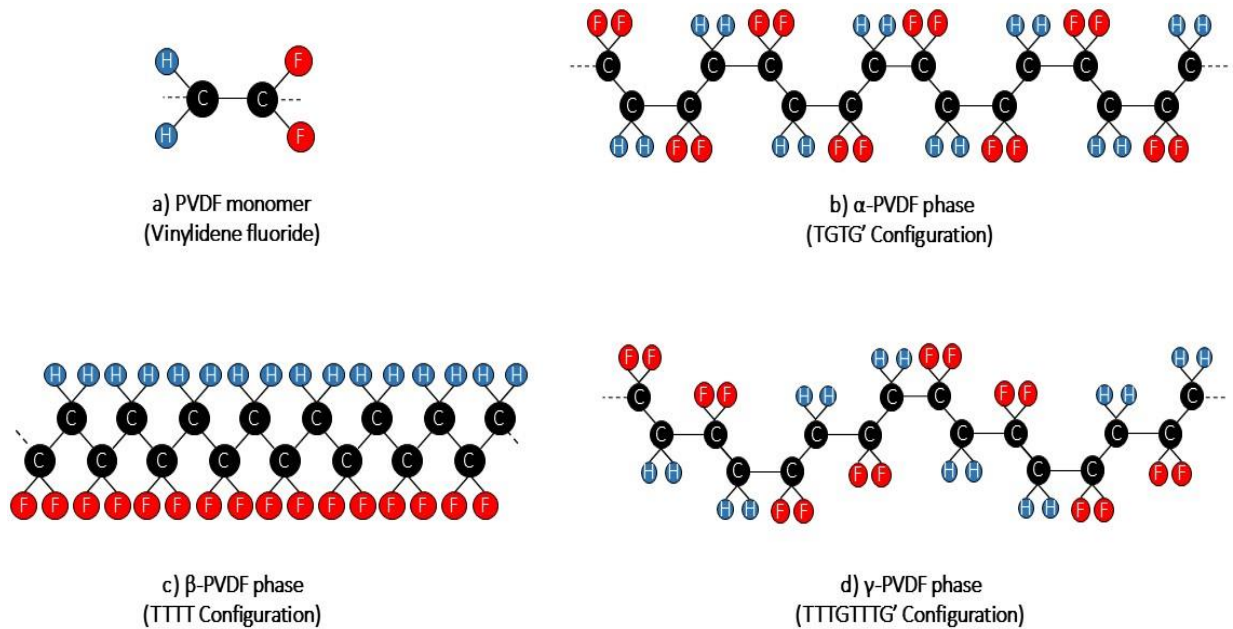 H F
C C
H F
a) PVDF monomer
(Vinylidene fluoride)
F F H H F F H H F F H H F F H H
C C C C C C C C
C C C C C C C C
H H F F H H F F H H F F H H F F
b) α-PVDF phase
(TGTG' Configuration)
H H H H H H H H H H H H H H H H
C C C C C C C C
C C C C C C C C
F F F F F F F F F F F F F F F F
c) β-PVDF phase
(TTTT Configuration)
F F H H F F H H
C F F H H C C F F H H C
C C C C C C C C
H H C C F F H H C C F F
H H F F H H F F
d) γ-PVDF phase
(TTTGTTTG' Configuration)